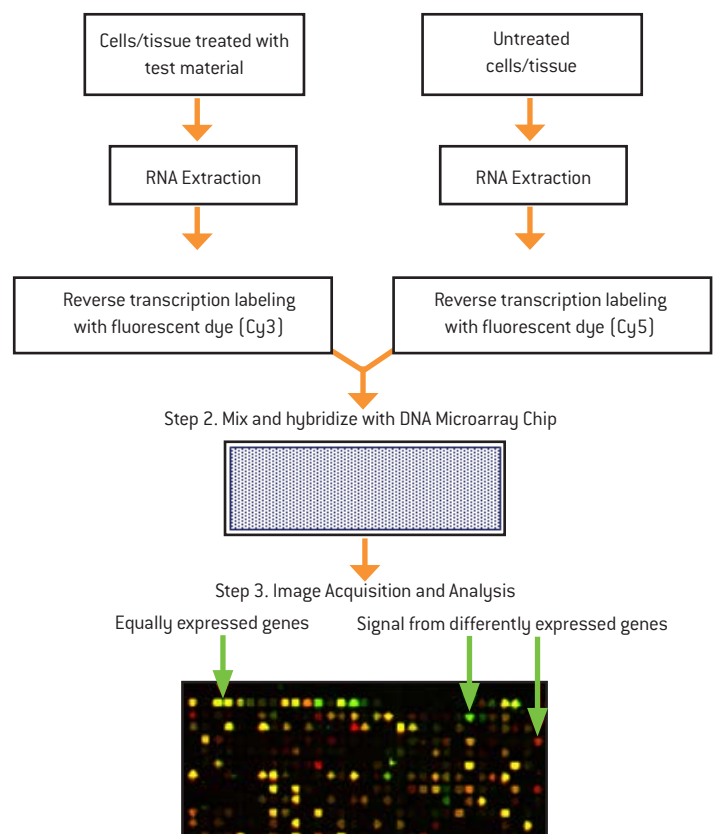 Cells/tissue treated with
test material
Untreated
cells/tissue
RNA Extraction
RNA Extraction
Reverse transcription labeling
with fluorescent dye (Cy3)
Reverse transcription labeling
with fluorescent dye (Cy5)
Step 2. Mix and hybridize with DNA Microarray Chip
Step 3. Image Acquisition and Analysis
Equally expressed genes
Signal from differently expressed genes